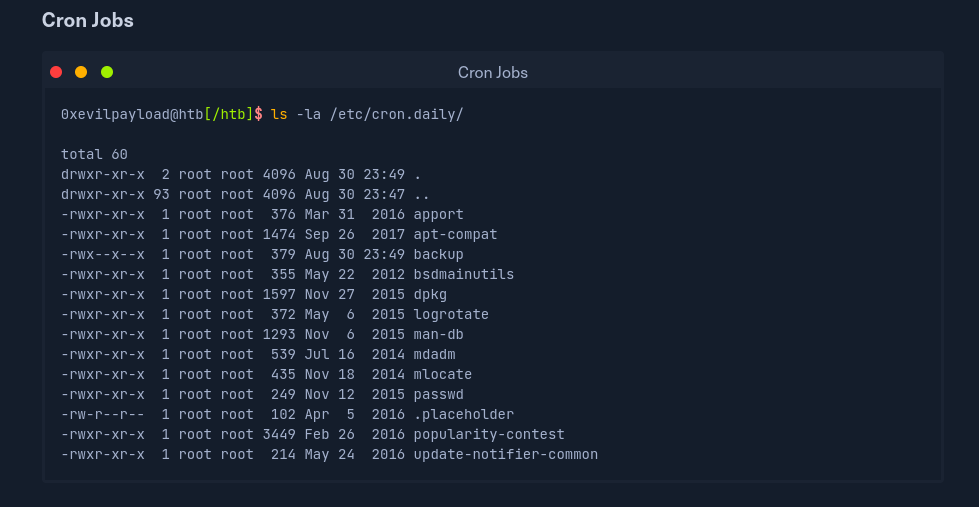 Cron Jobs
Cron Jobs
0xevilpayload@htb[/htb]$ ls -la /etc/cron.daily/
total 60
drwxr-xr-x  2 root root 4096 Aug 30 23:49 .
drwxr-xr-x 93 root root 4096 Aug 30 23:47 ..
-rwxr-xr-x  1 root root  376 Mar 31  2016 apport
-rwxr-xr-x  1 root root 1474 Sep 26  2017 apt-compat
-rwx--x--x  1 root root  379 Aug 30 23:49 backup
-rwxr-xr-x  1 root root  355 May 22  2012 bsdmainutils
-rwxr-xr-x  1 root root 1597 Nov 27  2015 dpkg
-rwxr-xr-x  1 root root  372 May  6  2015 logrotate
-rwxr-xr-x  1 root root 1293 Nov  6  2015 man-db
-rwxr-xr-x  1 root root  539 Jul 16  2014 mdadm
-rwxr-xr-x  1 root root  435 Nov 18  2014 mlocate
-rwxr-xr-x  1 root root  249 Nov 12  2015 passwd
-rw-r--r--  1 root root  102 Apr  5  2016 .placeholder
-rwxr-xr-x  1 root root 3449 Feb 26  2016 popularity-contest
-rwxr-xr-x  1 root root  214 May 24  2016 update-notifier-common